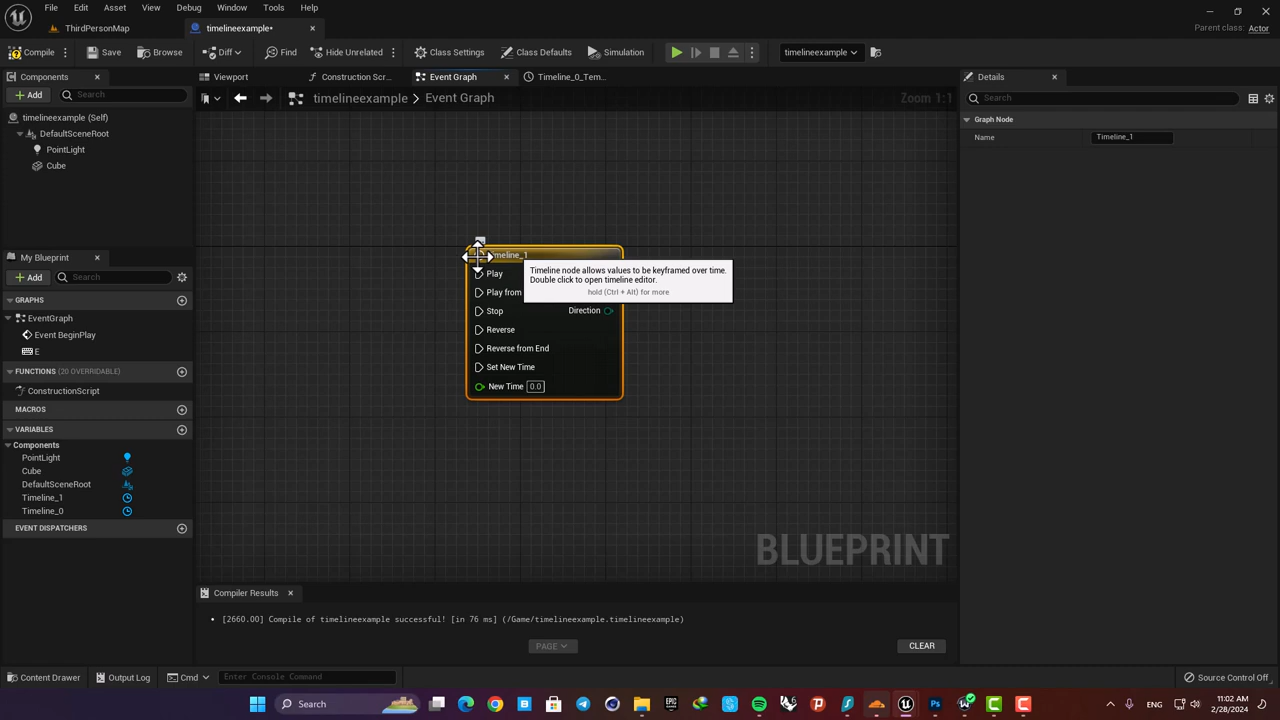 File Edit Asset View Debug Window Tools Help
ThirdPersonMap
timelineexample•
Parent class: Actor
Compile Save Browse Diff Find Hide Unrelated Class Settings Class Defaults Simulation timelineexample
Components
Add Search
timelineexample (Self)
DefaultSceneRoot
PointLight
Cube
My Blueprint
Add Search
GRAPHS
EventGraph
Event BeginPlay
E
FUNCTIONS (20 OVERRIDABLE)
ConstructionScript
MACROS
VARIABLES
Components
PointLight
Cube
DefaultSceneRoot
Timeline_1
Timeline_0
EVENT DISPATCHERS
Viewport Construction Scr... Event Graph Timeline_0_Tem...
timelineexample > Event Graph Zoom 1:1
Timeline node allows values to be keyframed over time.
Double click to open timeline editor.
hold (Ctrl + Alt) for more
Play
Play from
Stop Direction
Reverse
Reverse from End
Set New Time
New Time 0.0
BLUEPRINT
Compiler Results
• [2660.00] Compile of timelineexample successful! [in 76 ms] (/Game/timelineexample.timelineexample)
PAGE CLEAR
Details
Search
Graph Node
Name Timeline_1
Content Drawer Output Log Cmd Enter Console Command Source Control Off
Search
ENG 11:02 AM
2/28/2024